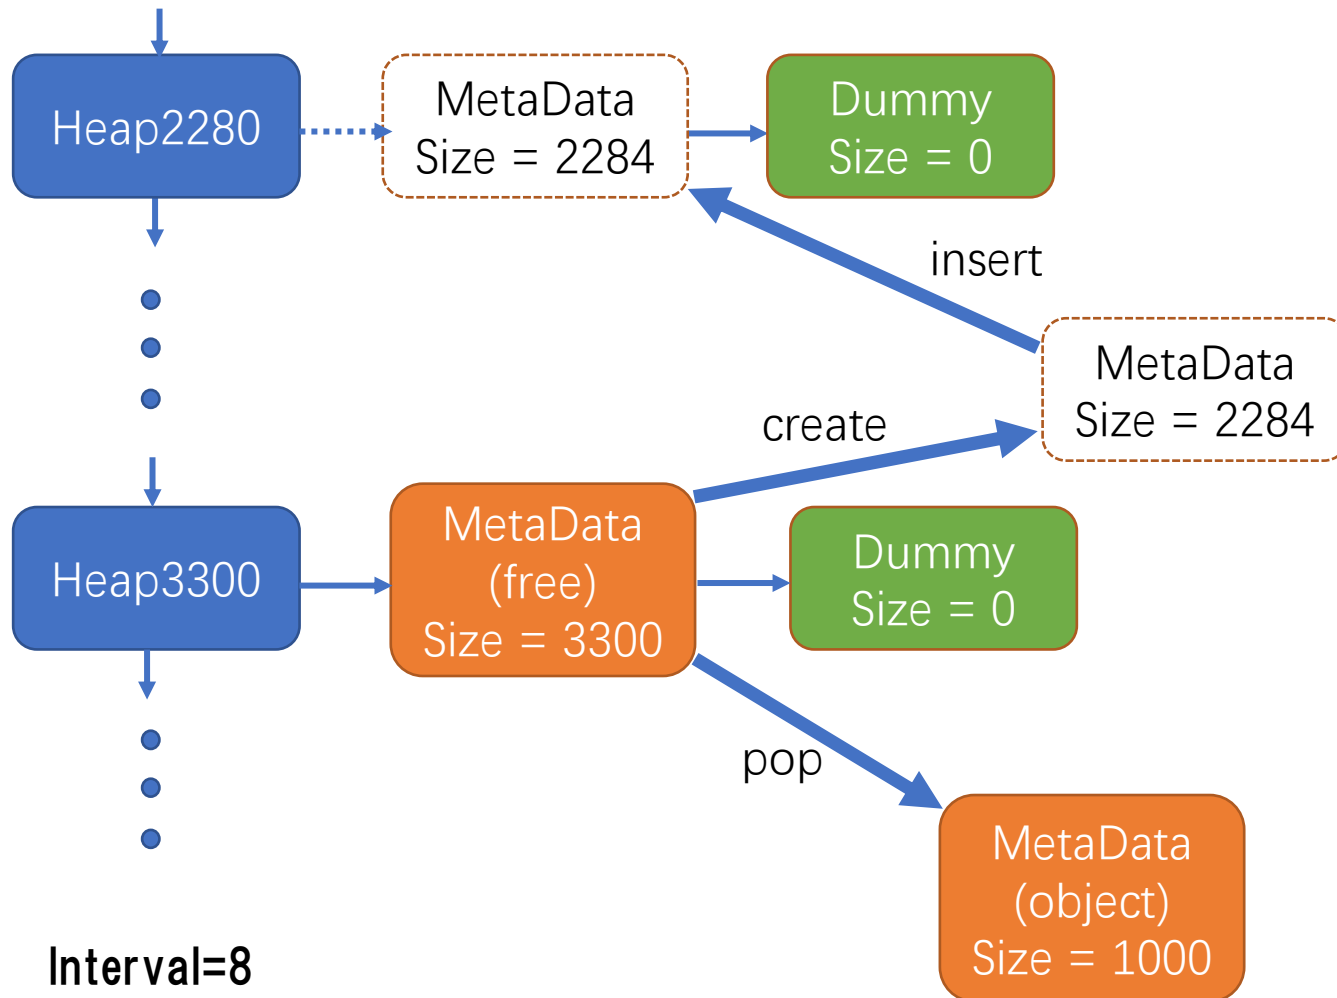 Heap2280
MetaData
Size = 2284
Dummy
Size = 0
insert
MetaData
Size = 2284
create
Heap3300
MetaData
(free)
Size = 3300
Dummy
Size = 0
pop
MetaData
(object)
Size = 1000
Interval=8